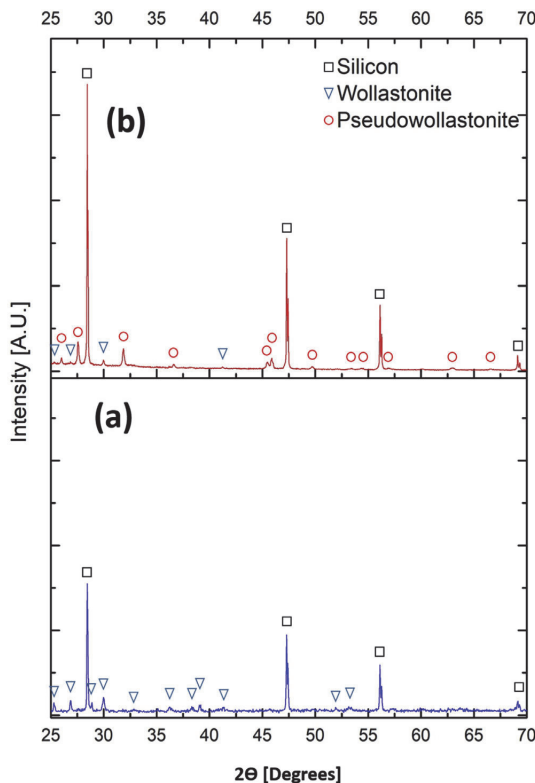 25 30 35 40 45 50 55 60 65 70
Silicon
Wollastonite
Pseudowollastonite
(b)
Intensity [A.U.]
(a)
25 30 35 40 45 50 55 60 65 70
2Θ [Degrees]